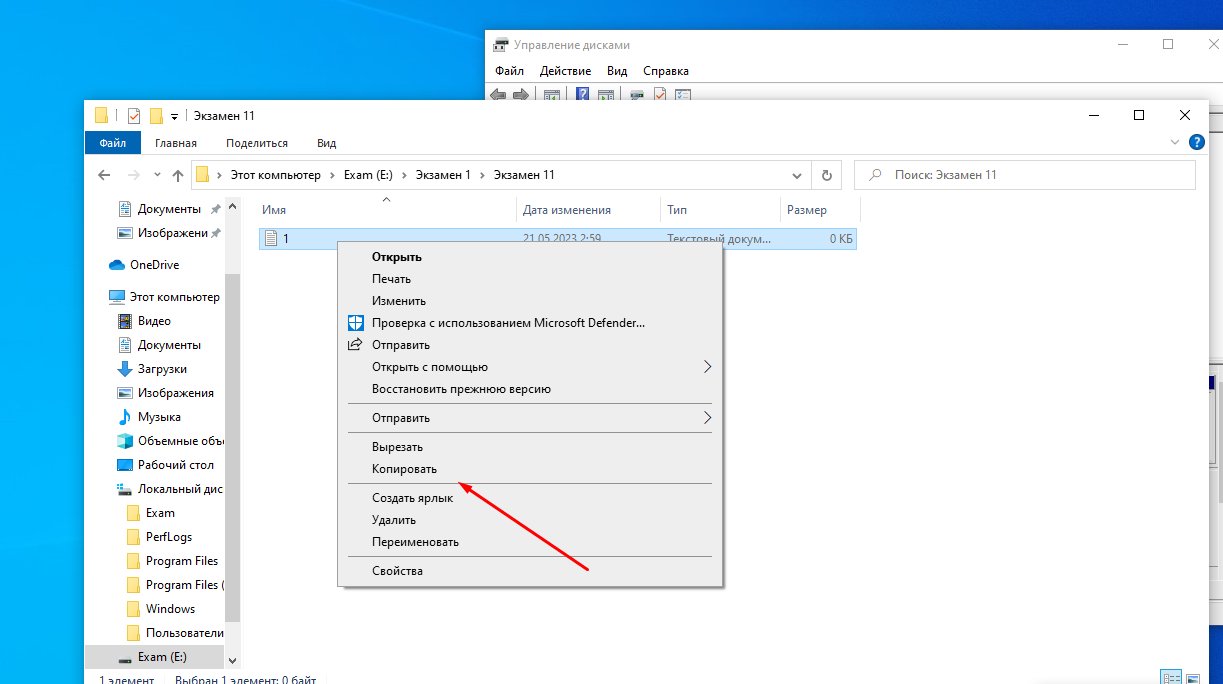 Управление дисками
Файл Действие Вид Справка
Экзамен 11
Файл Главная Поделиться Вид
Этот компьютер › Exam (E:) › Экзамен 1 › Экзамен 11
Поиск: Экзамен 11
Имя Дата изменения Тип Размер
1 21.05.2023 2:59 Текстовый докум... 0 КБ
Документы
Изображени
OneDrive
Этот компьютер
Видео
Документы
Загрузки
Изображения
Музыка
Объемные объ
Рабочий стол
Локальный дис
Exam
PerfLogs
Program Files
Program Files (
Windows
Пользователи
Exam (E:)
Открыть
Печать
Изменить
Проверка с использованием Microsoft Defender...
Отправить
Открыть с помощью
Восстановить прежнюю версию
Отправить
Вырезать
Копировать
Создать ярлык
Удалить
Переименовать
Свойства
1 элемент Выбран 1 элемент: 0 байт